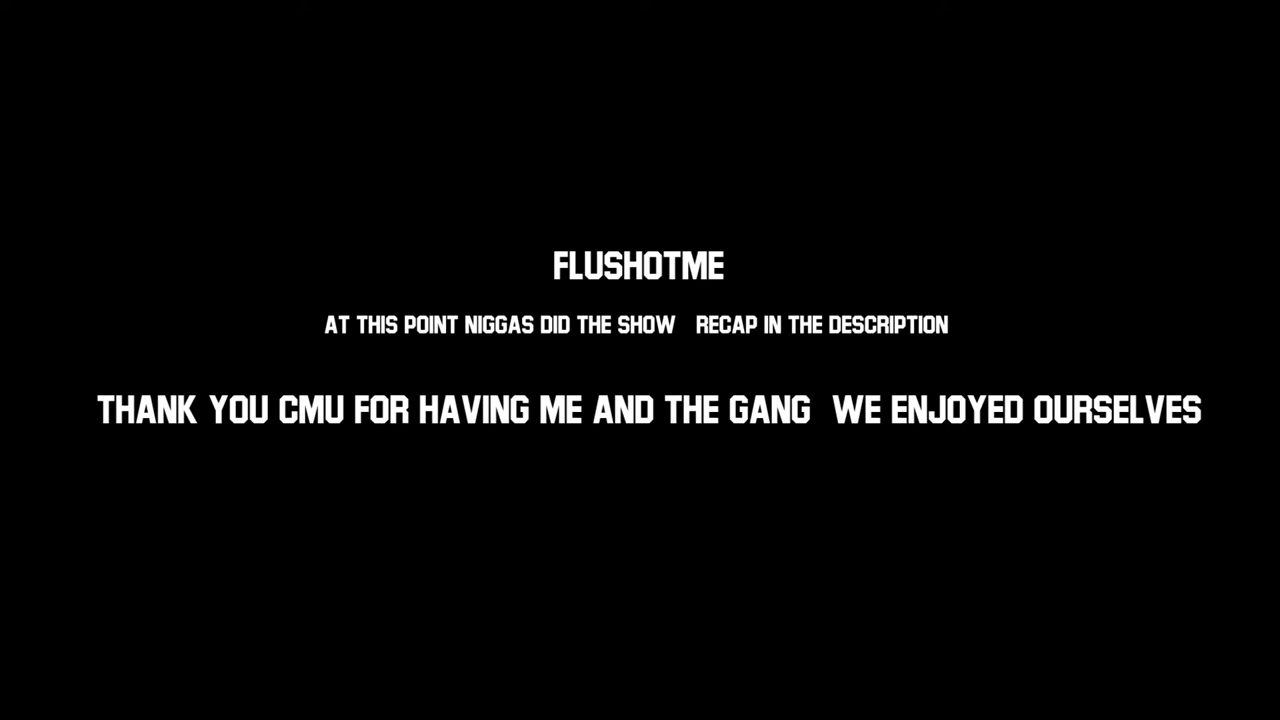 FLUSHOTME
AT THIS POINT NIGGAS DID THE SHOW   RECAP IN THE DESCRIPTION
THANK YOU CMU FOR HAVING ME AND THE GANG  WE ENJOYED OURSELVES